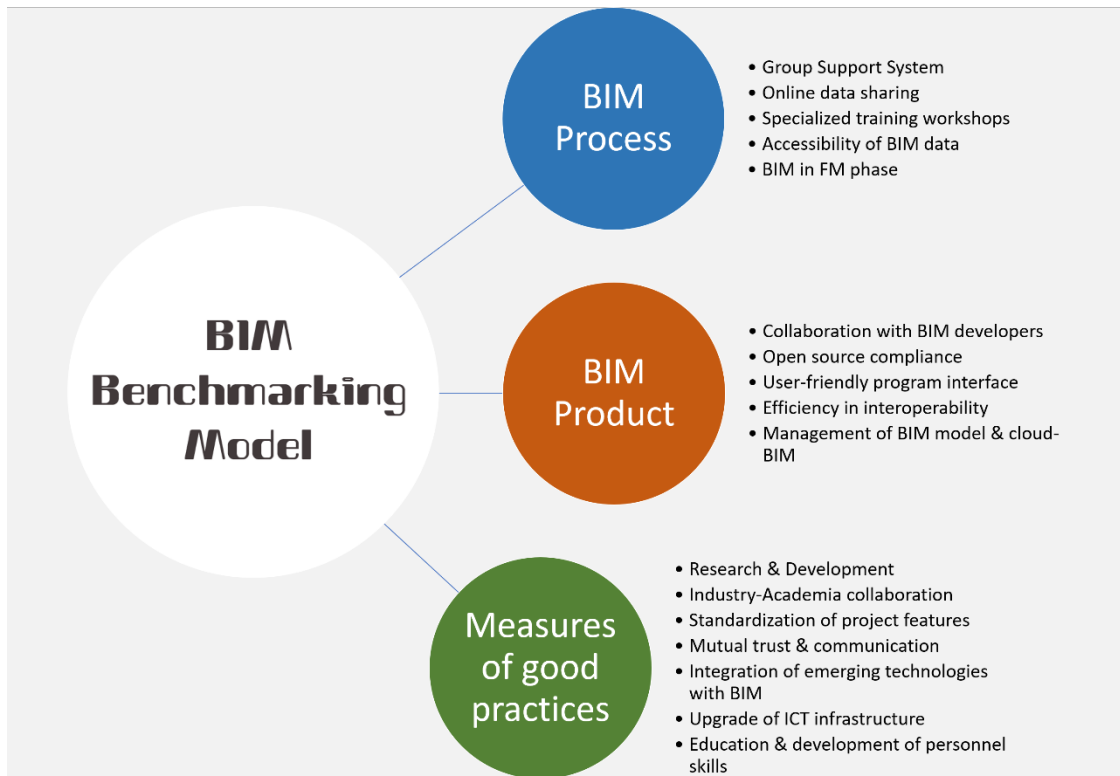 BIM
Benchmarking
Model
BIM
Process
• Group Support System
• Online data sharing
• Specialized training workshops
• Accessibility of BIM data
• BIM in FM phase
BIM
Product
• Collaboration with BIM developers
• Open source compliance
• User-friendly program interface
• Efficiency in interoperability
• Management of BIM model & cloud-
BIM
Measures
of good
practices
• Research & Development
• Industry-Academia collaboration
• Standardization of project features
• Mutual trust & communication
• Integration of emerging technologies
with BIM
• Upgrade of ICT infrastructure
• Education & development of personnel
skills